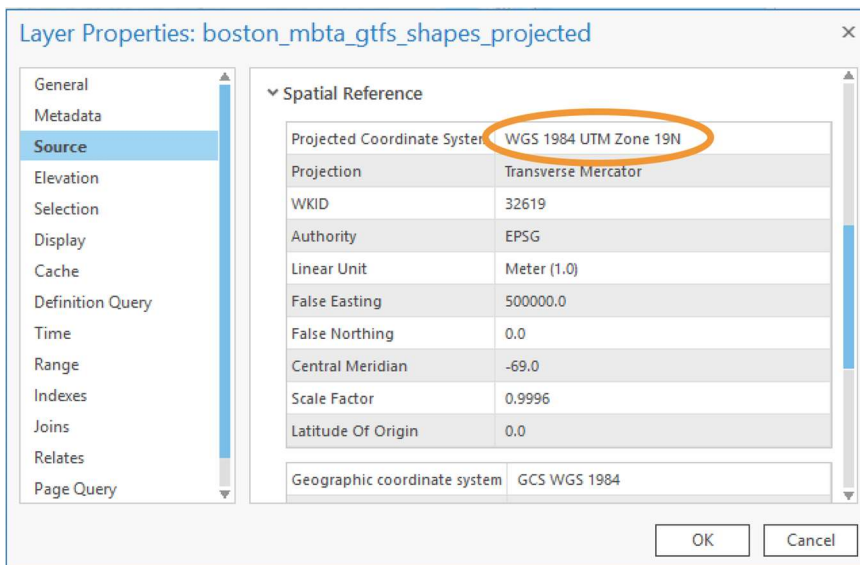 Layer Properties: boston_mbta_gtfs_shapes_projected
General
Metadata
Source
Elevation
Selection
Display
Cache
Definition Query
Time
Range
Indexes
Joins
Relates
Page Query
Spatial Reference
Projected Coordinate System WGS 1984 UTM Zone 19N
Projection Transverse Mercator
WKID 32619
Authority EPSG
Linear Unit Meter (1.0)
False Easting 500000.0
False Northing 0.0
Central Meridian -69.0
Scale Factor 0.9996
Latitude Of Origin 0.0
Geographic coordinate system GCS WGS 1984
OK Cancel